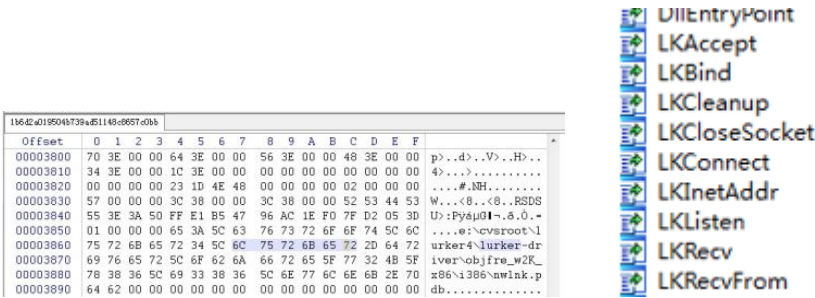 1b6d2a019504b739ad51148c8657c0bb
Offset 0 1 2 3 4 5 6 7 8 9 A B C D E F
00003800 70 3E 00 00 64 3E 00 00 56 3E 00 00 48 3E 00 00 p>..d>..V>..H>..
00003810 34 3E 00 00 1C 3E 00 00 00 00 00 00 00 00 00 00 4>...>..........
00003820 00 00 00 00 23 1D 4E 48 00 00 00 00 02 00 00 00 ....#.NH........
00003830 57 00 00 00 3C 38 00 00 3C 38 00 00 52 53 44 53 W...<8..<8..RSDS
00003840 55 3E 3A 50 FF E1 B5 47 96 AC 1E F0 7F D2 05 3D U>:PÿáµG
00003850 01 00 00 00 65 3A 5C 63 76 73 72 6F 6F 74 5C 6C ....e:\cvsroot\l
00003860 75 72 6B 65 72 34 5C 6C 75 72 6B 65 72 2D 64 72 urker4\lurker-dr
00003870 69 76 65 72 5C 6F 62 6A 66 72 65 5F 77 32 4B 5F iver\objfre_w2K_
00003880 78 38 36 5C 69 33 38 36 5C 6E 77 6C 6E 6B 2E 70 x86\i386\nwlnk.p
00003890 64 62 00 00 00 00 00 00 00 00 00 00 00 00 00 00 db..............
DllEntryPoint
LKAccept
LKBind
LKCleanup
LKCloseSocket
LKConnect
LKInetAddr
LKListen
LKRecv
LKRecvFrom